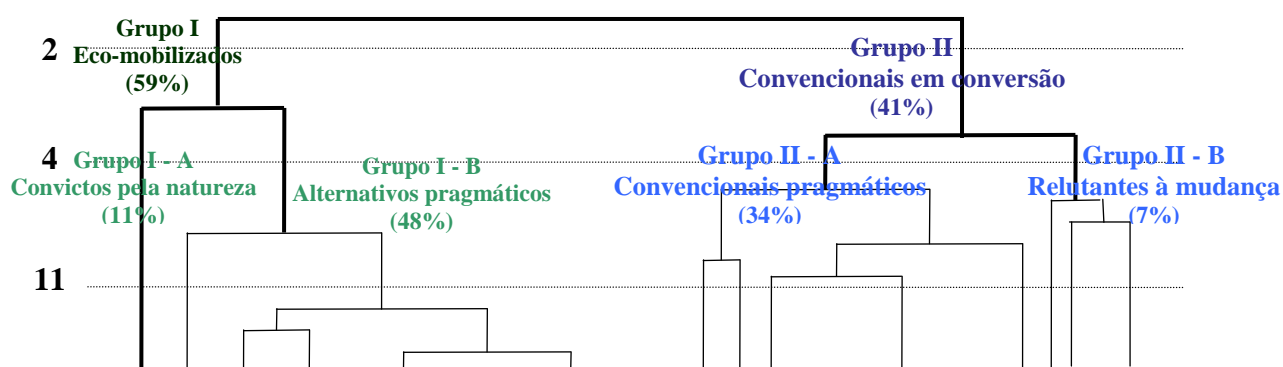 Grupo I
Eco-mobilizados
(59%)
2
Grupo II
Convencionais em conversão
(41%)
4
Grupo I - A
Convictos pela natureza
(11%)
Grupo I - B
Alternativos pragmáticos
(48%)
Grupo II - A
Convencionais pragmáticos
(34%)
Grupo II - B
Relutantes à mudança
(7%)
11